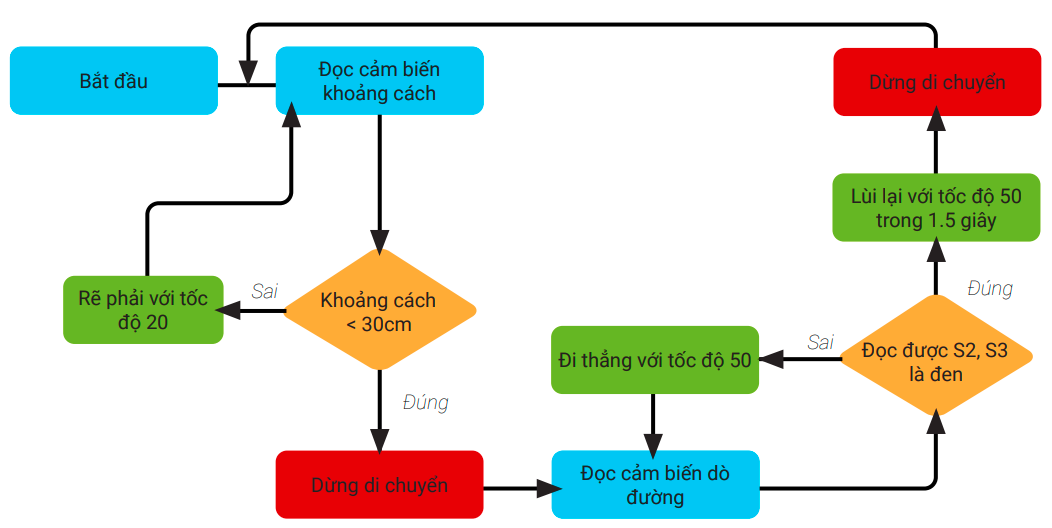 Bắt đầu
Đọc cảm biến
khoảng cách
Dừng di chuyển
Lùi lại với tốc độ 50
trong 1.5 giây
Rẽ phải với tốc
độ 20
Sai
Khoảng cách
< 30cm
Đúng
Đúng
Đi thẳng với tốc độ 50
Sai
Đọc được S2, S3
là đen
Dừng di chuyển
Đọc cảm biến dò
đường